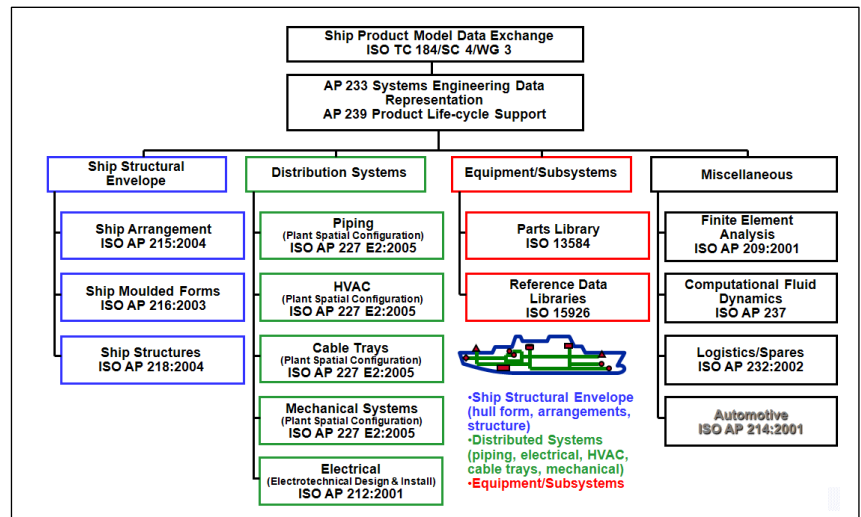 Ship Product Model Data Exchange
ISO TC 184/SC 4/WG 3
AP 233 Systems Engineering Data
Representation
AP 239 Product Life-cycle Support
Ship Structural
Envelope
Ship Arrangement
ISO AP 215:2004
Ship Moulded Forms
ISO AP 216:2003
Ship Structures
ISO AP 218:2004
Distribution Systems
Piping
(Plant Spatial Configuration)
ISO AP 227 E2:2005
HVAC
(Plant Spatial Configuration)
ISO AP 227 E2:2005
Cable Trays
(Plant Spatial Configuration)
ISO AP 227 E2:2005
Mechanical Systems
(Plant Spatial Configuration)
ISO AP 227 E2:2005
Electrical
(Electrotechnical Design & Install)
ISO AP 212:2001
Equipment/Subsystems
Parts Library
ISO 13584
Reference Data
Libraries
ISO 15926
•Ship Structural Envelope
(hull form, arrangements,
structure)
•Distributed Systems
(piping, electrical, HVAC,
cable trays, mechanical)
•Equipment/Subsystems
Miscellaneous
Finite Element
Analysis
ISO AP 209:2001
Computational Fluid
Dynamics
ISO AP 237
Logistics/Spares
ISO AP 232:2002
Automotive
ISO AP 214:2001